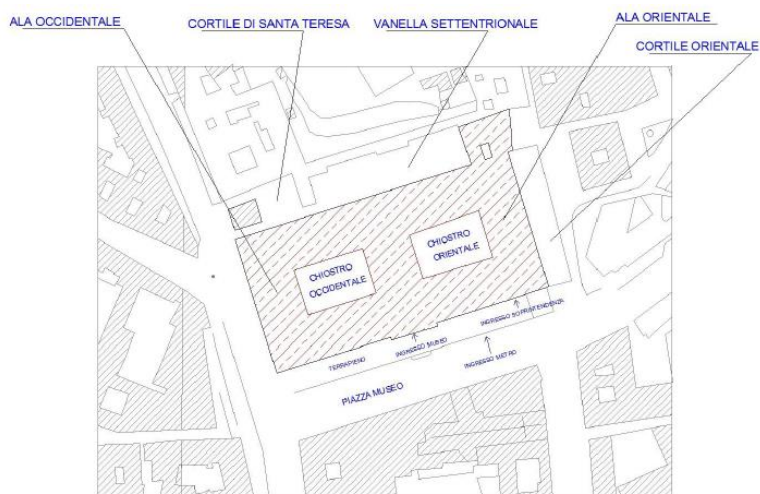 ALA OCCIDENTALE
CORTILE DI SANTA TERESA
VANELLA SETTENTRIONALE
ALA ORIENTALE
CORTILE ORIENTALE
CHIOSTRO
OCCIDENTALE
CHIOSTRO
ORIENTALE
TERRAPIENO
INGRESSO MUSEO
INGRESSO SOPRINTENDENZA
INGRESSO METRO
PIAZZA MUSEO